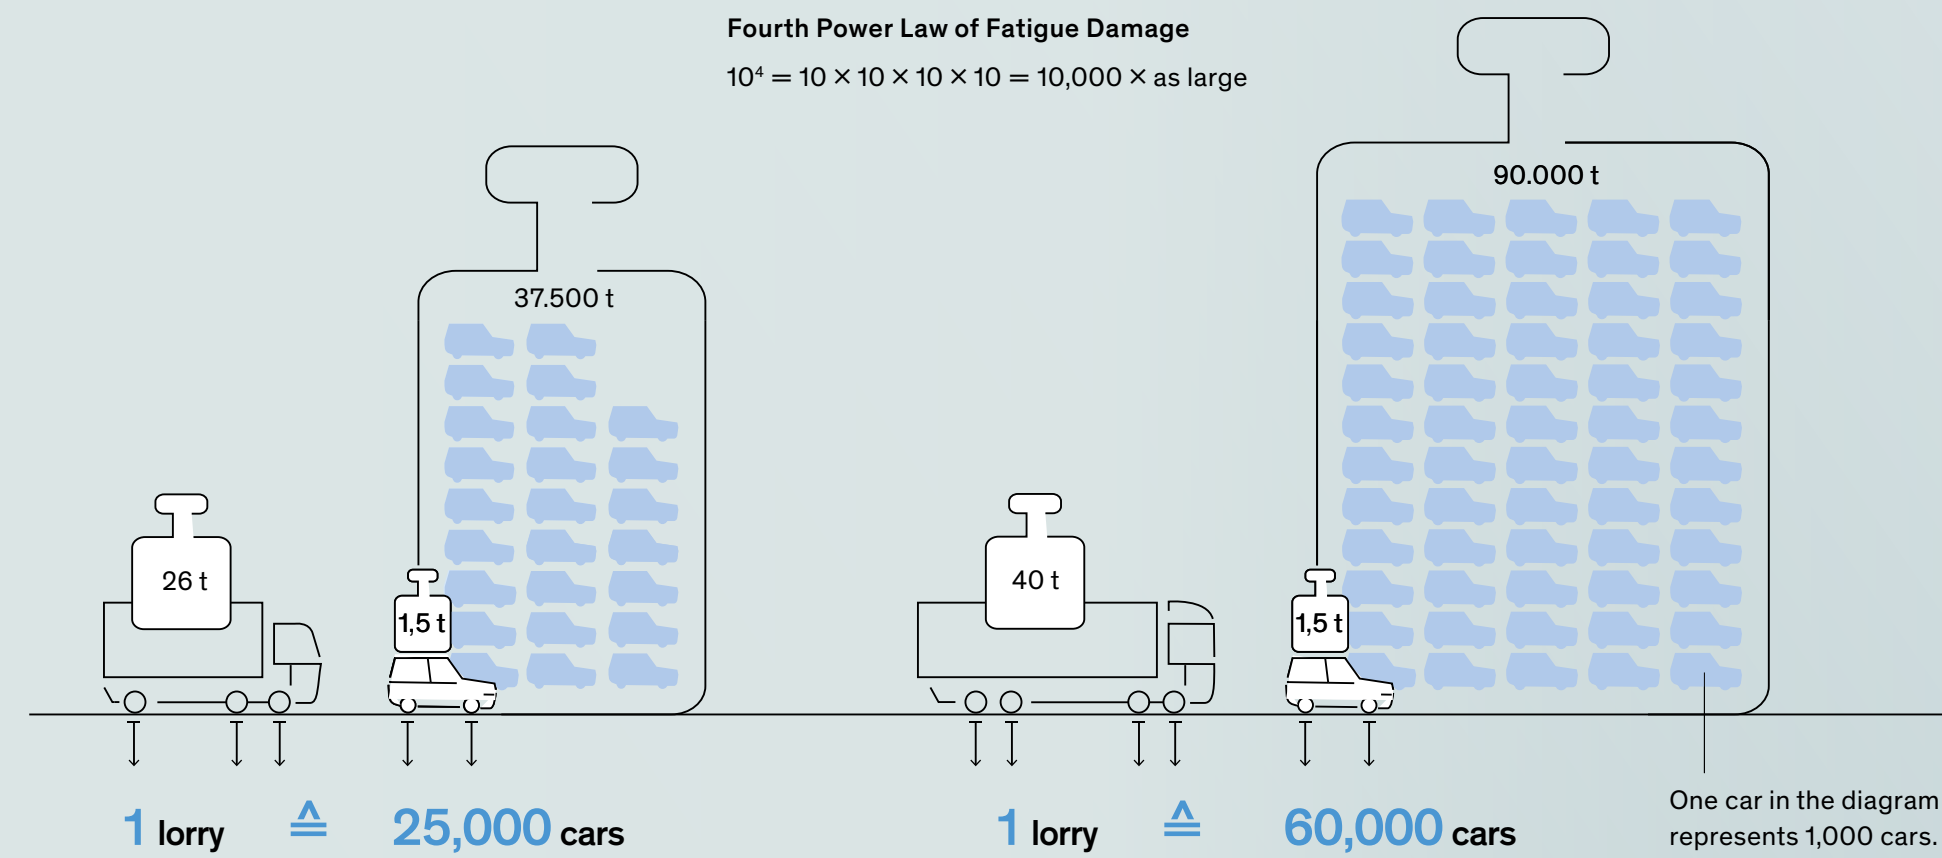 Fourth Power Law of Fatigue Damage
10⁴ = 10 × 10 × 10 × 10 = 10,000 × as large
37.500 t
90.000 t
26 t
1,5 t
40 t
1,5 t
1 lorry ≙ 25,000 cars
1 lorry ≙ 60,000 cars
One car in the diagram
represents 1,000 cars.